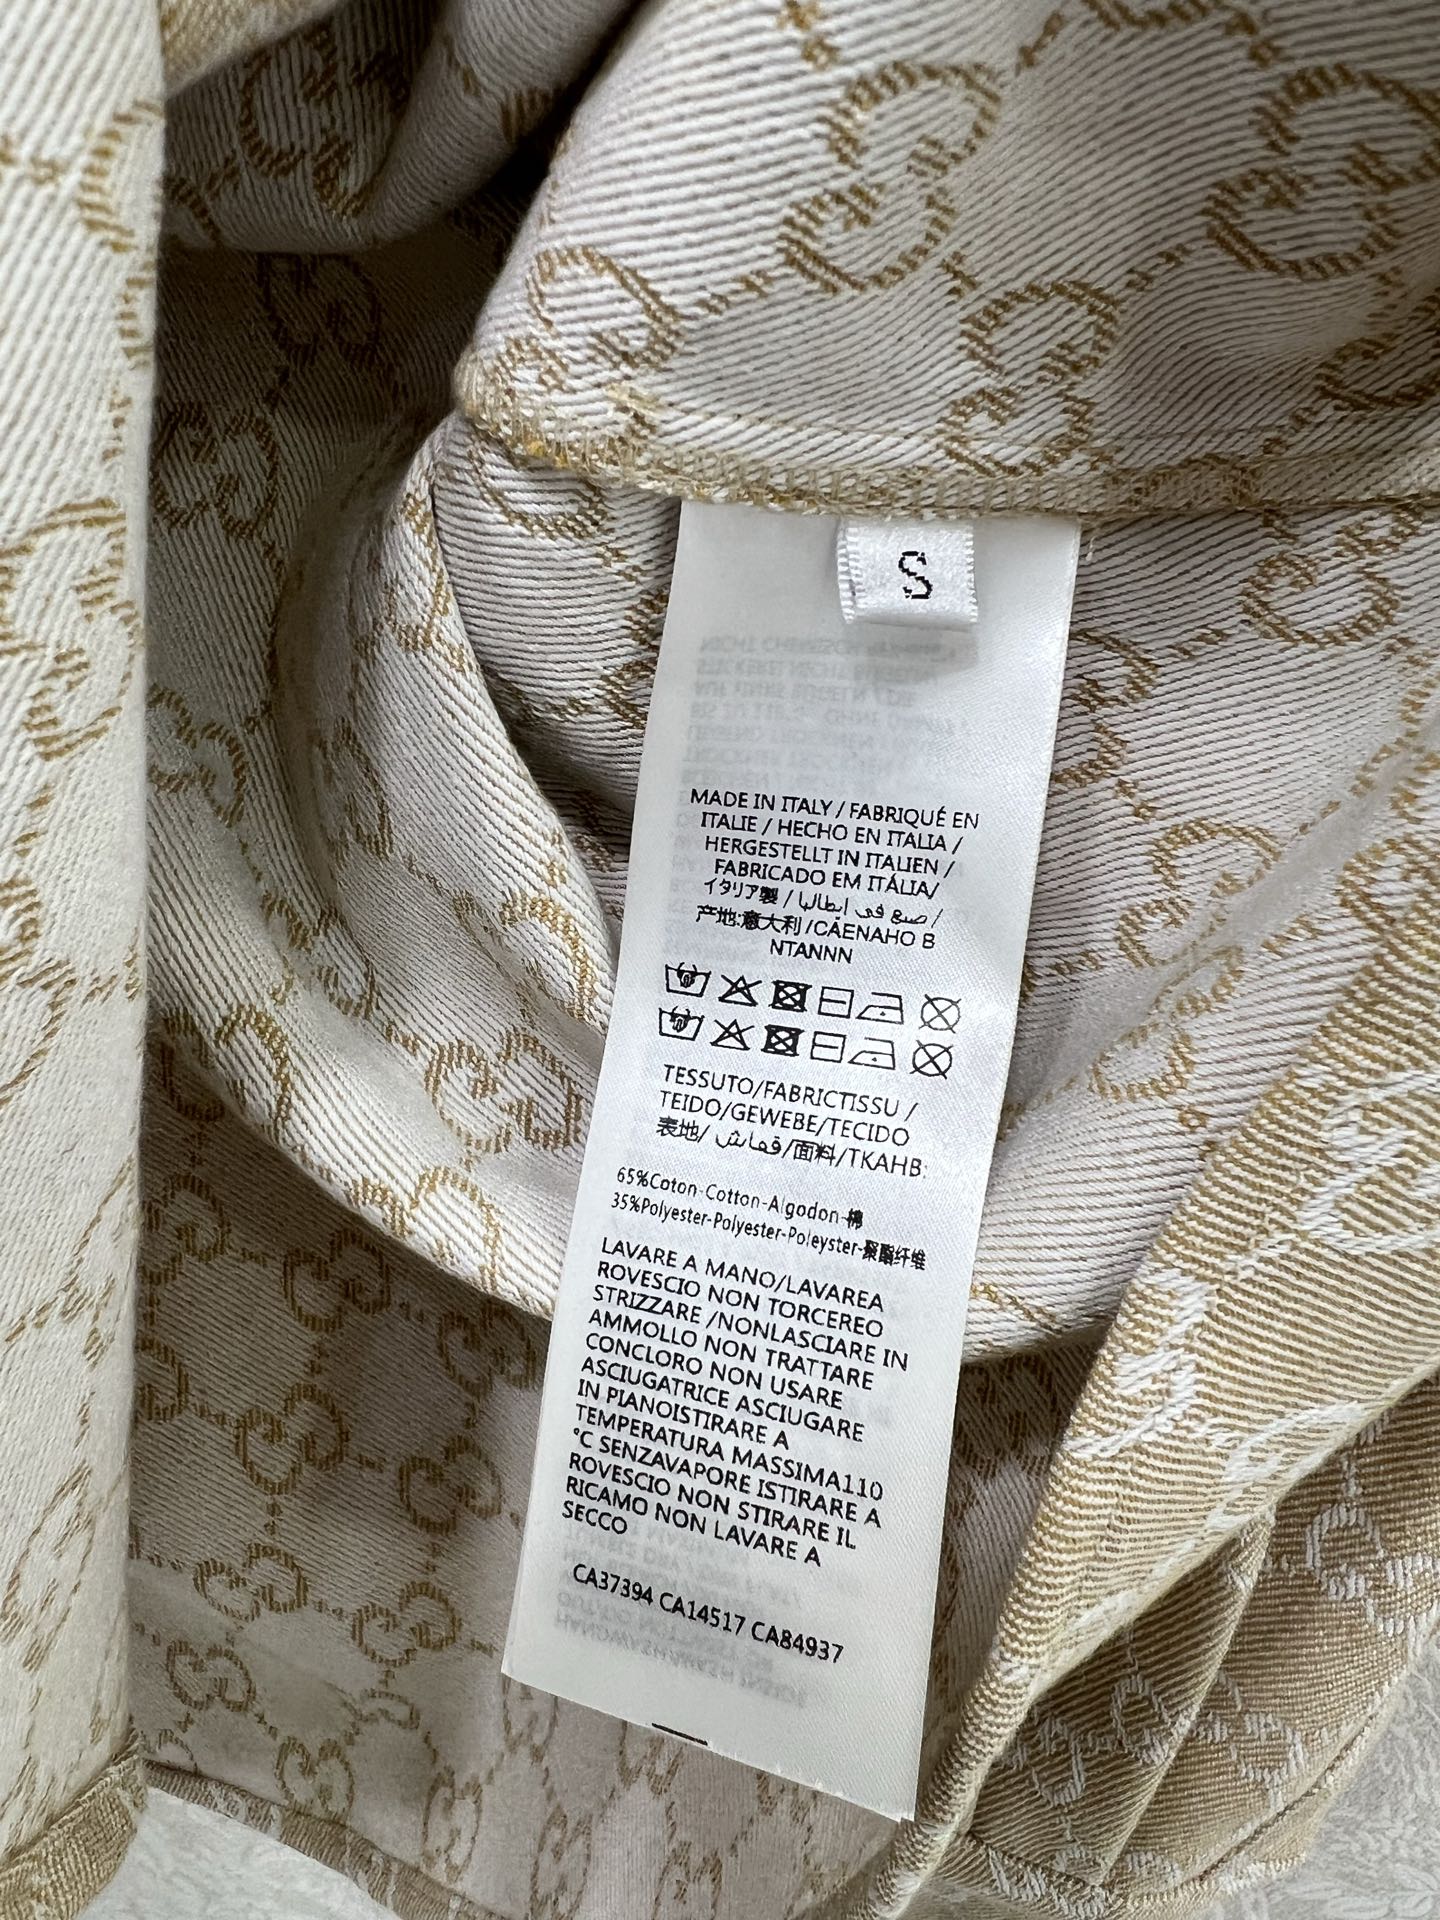 S
MADE IN ITALY / FABRIQUÉ EN
ITALIE / HECHO EN ITALIA /
HERGESTELLT IN ITALIEN /
FABRICADO EM ITÁLIA/
イタリア製 / صنع في إيطاليا /
产地:意大利 /CÄENAHO B
NTANNN
TESSUTO/FABRICTISSU /
TEIDO/GEWEBE/TECIDO
表地/ قماش /面料/TKAHB:
65%Coton-Cotton-Algodon-棉
35%Polyester-Polyester-Poleyster-聚酯纤维
LAVARE A MANO/LAVAREA
ROVESCIO NON TORCEREO
STRIZZARE /NONLASCIARE IN
AMMOLLO NON TRATTARE
CONCLORO NON USARE
ASCIUGATRICE ASCIUGARE
IN PIANOISTIRARE A
TEMPERATURA MASSIMA110
°C SENZAVAPORE ISTIRARE A
ROVESCIO NON STIRARE IL
RICAMO NON LAVARE A
SECCO
CA37394 CA14517 CA84937